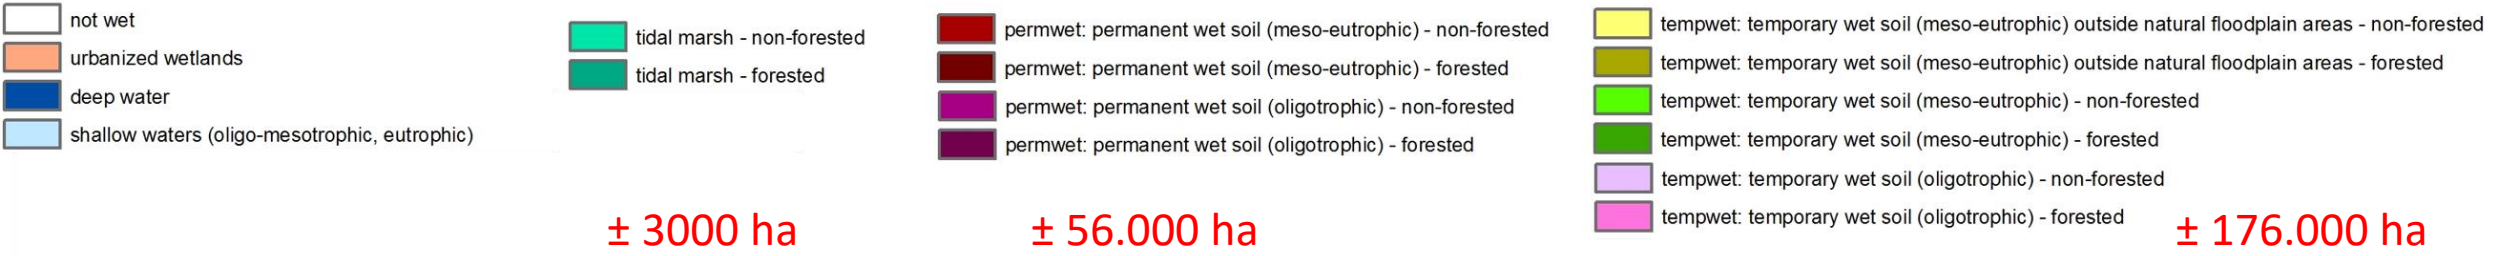 not wet
urbanized wetlands
deep water
shallow waters (oligo-mesotrophic, eutrophic)
tidal marsh - non-forested
tidal marsh - forested
± 3000 ha
permwet: permanent wet soil (meso-eutrophic) - non-forested
permwet: permanent wet soil (meso-eutrophic) - forested
permwet: permanent wet soil (oligotrophic) - non-forested
permwet: permanent wet soil (oligotrophic) - forested
± 56.000 ha
tempwet: temporary wet soil (meso-eutrophic) outside natural floodplain areas - non-forested
tempwet: temporary wet soil (meso-eutrophic) outside natural floodplain areas - forested
tempwet: temporary wet soil (meso-eutrophic) - non-forested
tempwet: temporary wet soil (meso-eutrophic) - forested
tempwet: temporary wet soil (oligotrophic) - non-forested
tempwet: temporary wet soil (oligotrophic) - forested
± 176.000 ha